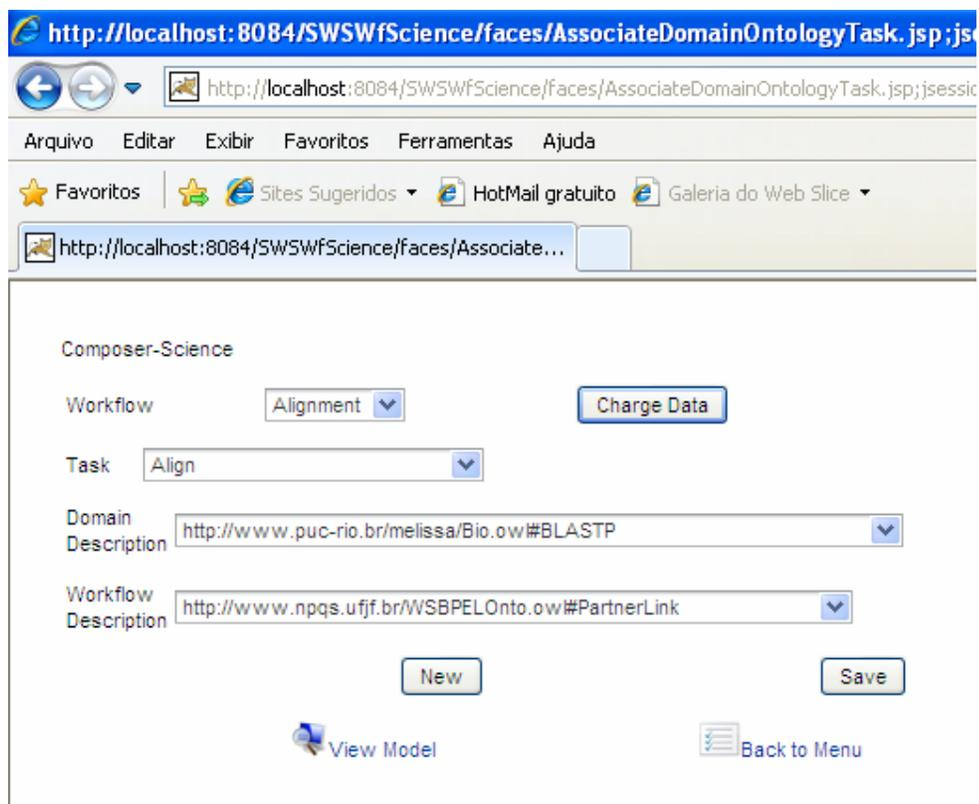 http://localhost:8084/SWSWfScience/faces/AssociateDomainOntologyTask.jsp;jse
http://localhost:8084/SWSWfScience/faces/AssociateDomainOntologyTask.jsp;jsessio
Arquivo Editar Exibir Favoritos Ferramentas Ajuda
Favoritos Sites Sugeridos HotMail gratuito Galeria do Web Slice
http://localhost:8084/SWSWfScience/faces/Associate...
Composer-Science
Workflow Alignment Charge Data
Task Align
Domain
Description http://www.puc-rio.br/melissa/Bio.owl#BLASTP
Workflow
Description http://www.npqs.ufjf.br/WSBPELOnto.owl#PartnerLink
New Save
View Model Back to Menu